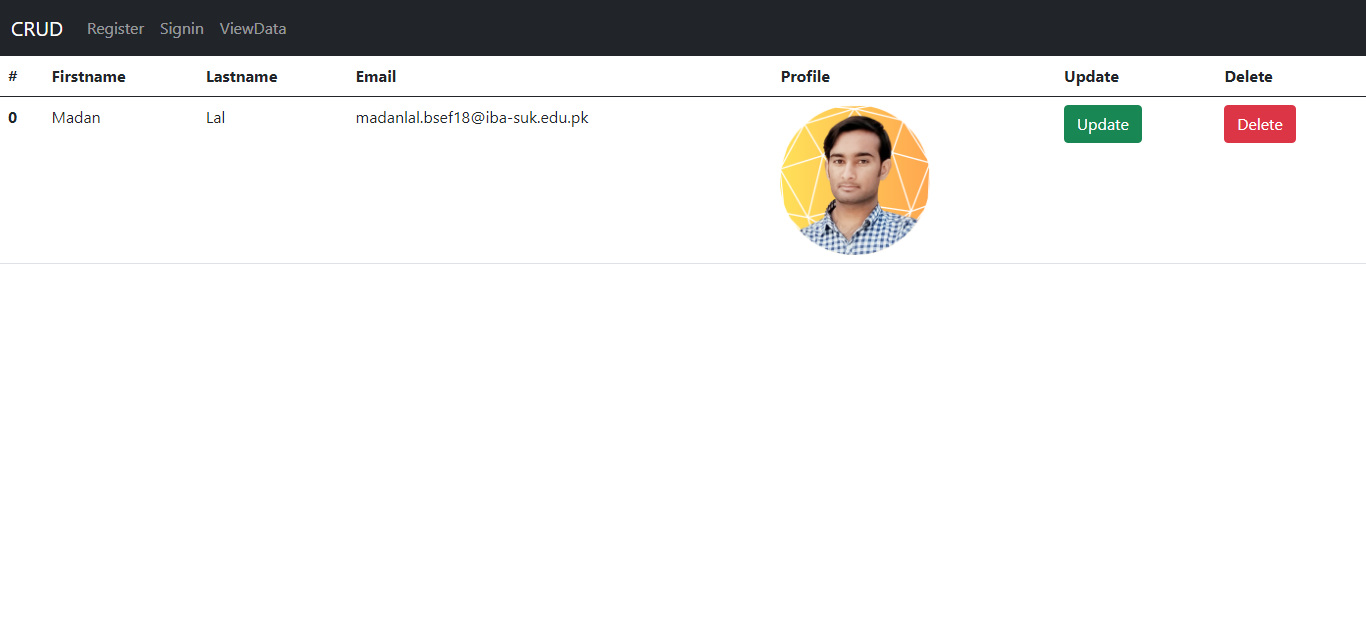 CRUD Register Signin ViewData
# Firstname Lastname Email Profile Update Delete
0 Madan Lal madanlal.bsef18@iba-suk.edu.pk Update Delete